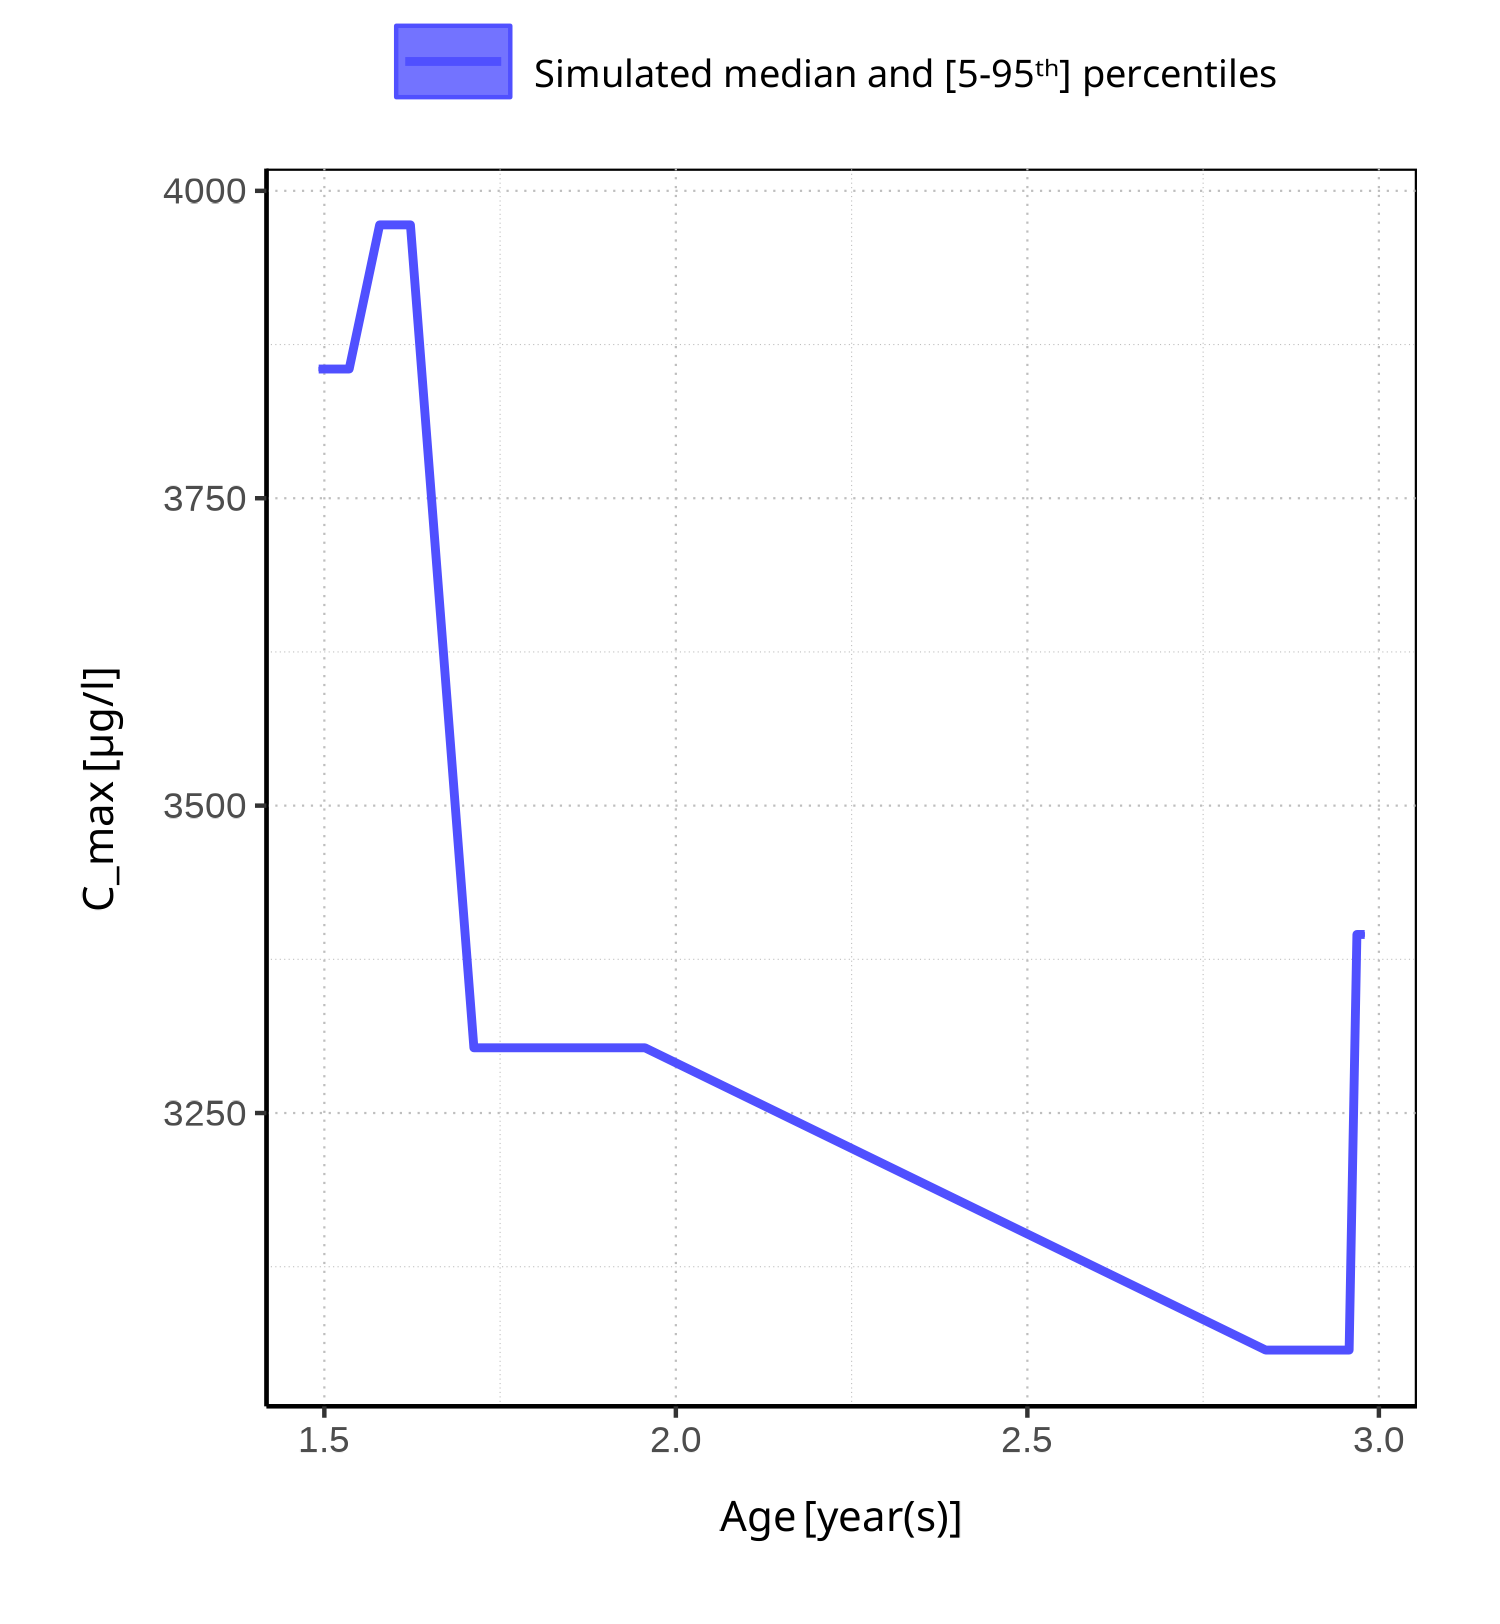 Simulated median and [5-95ᵗʰ] percentiles
4000
3750
3500
3250
C_max [µg/l]
1.5 2.0 2.5 3.0
Age [year(s)]